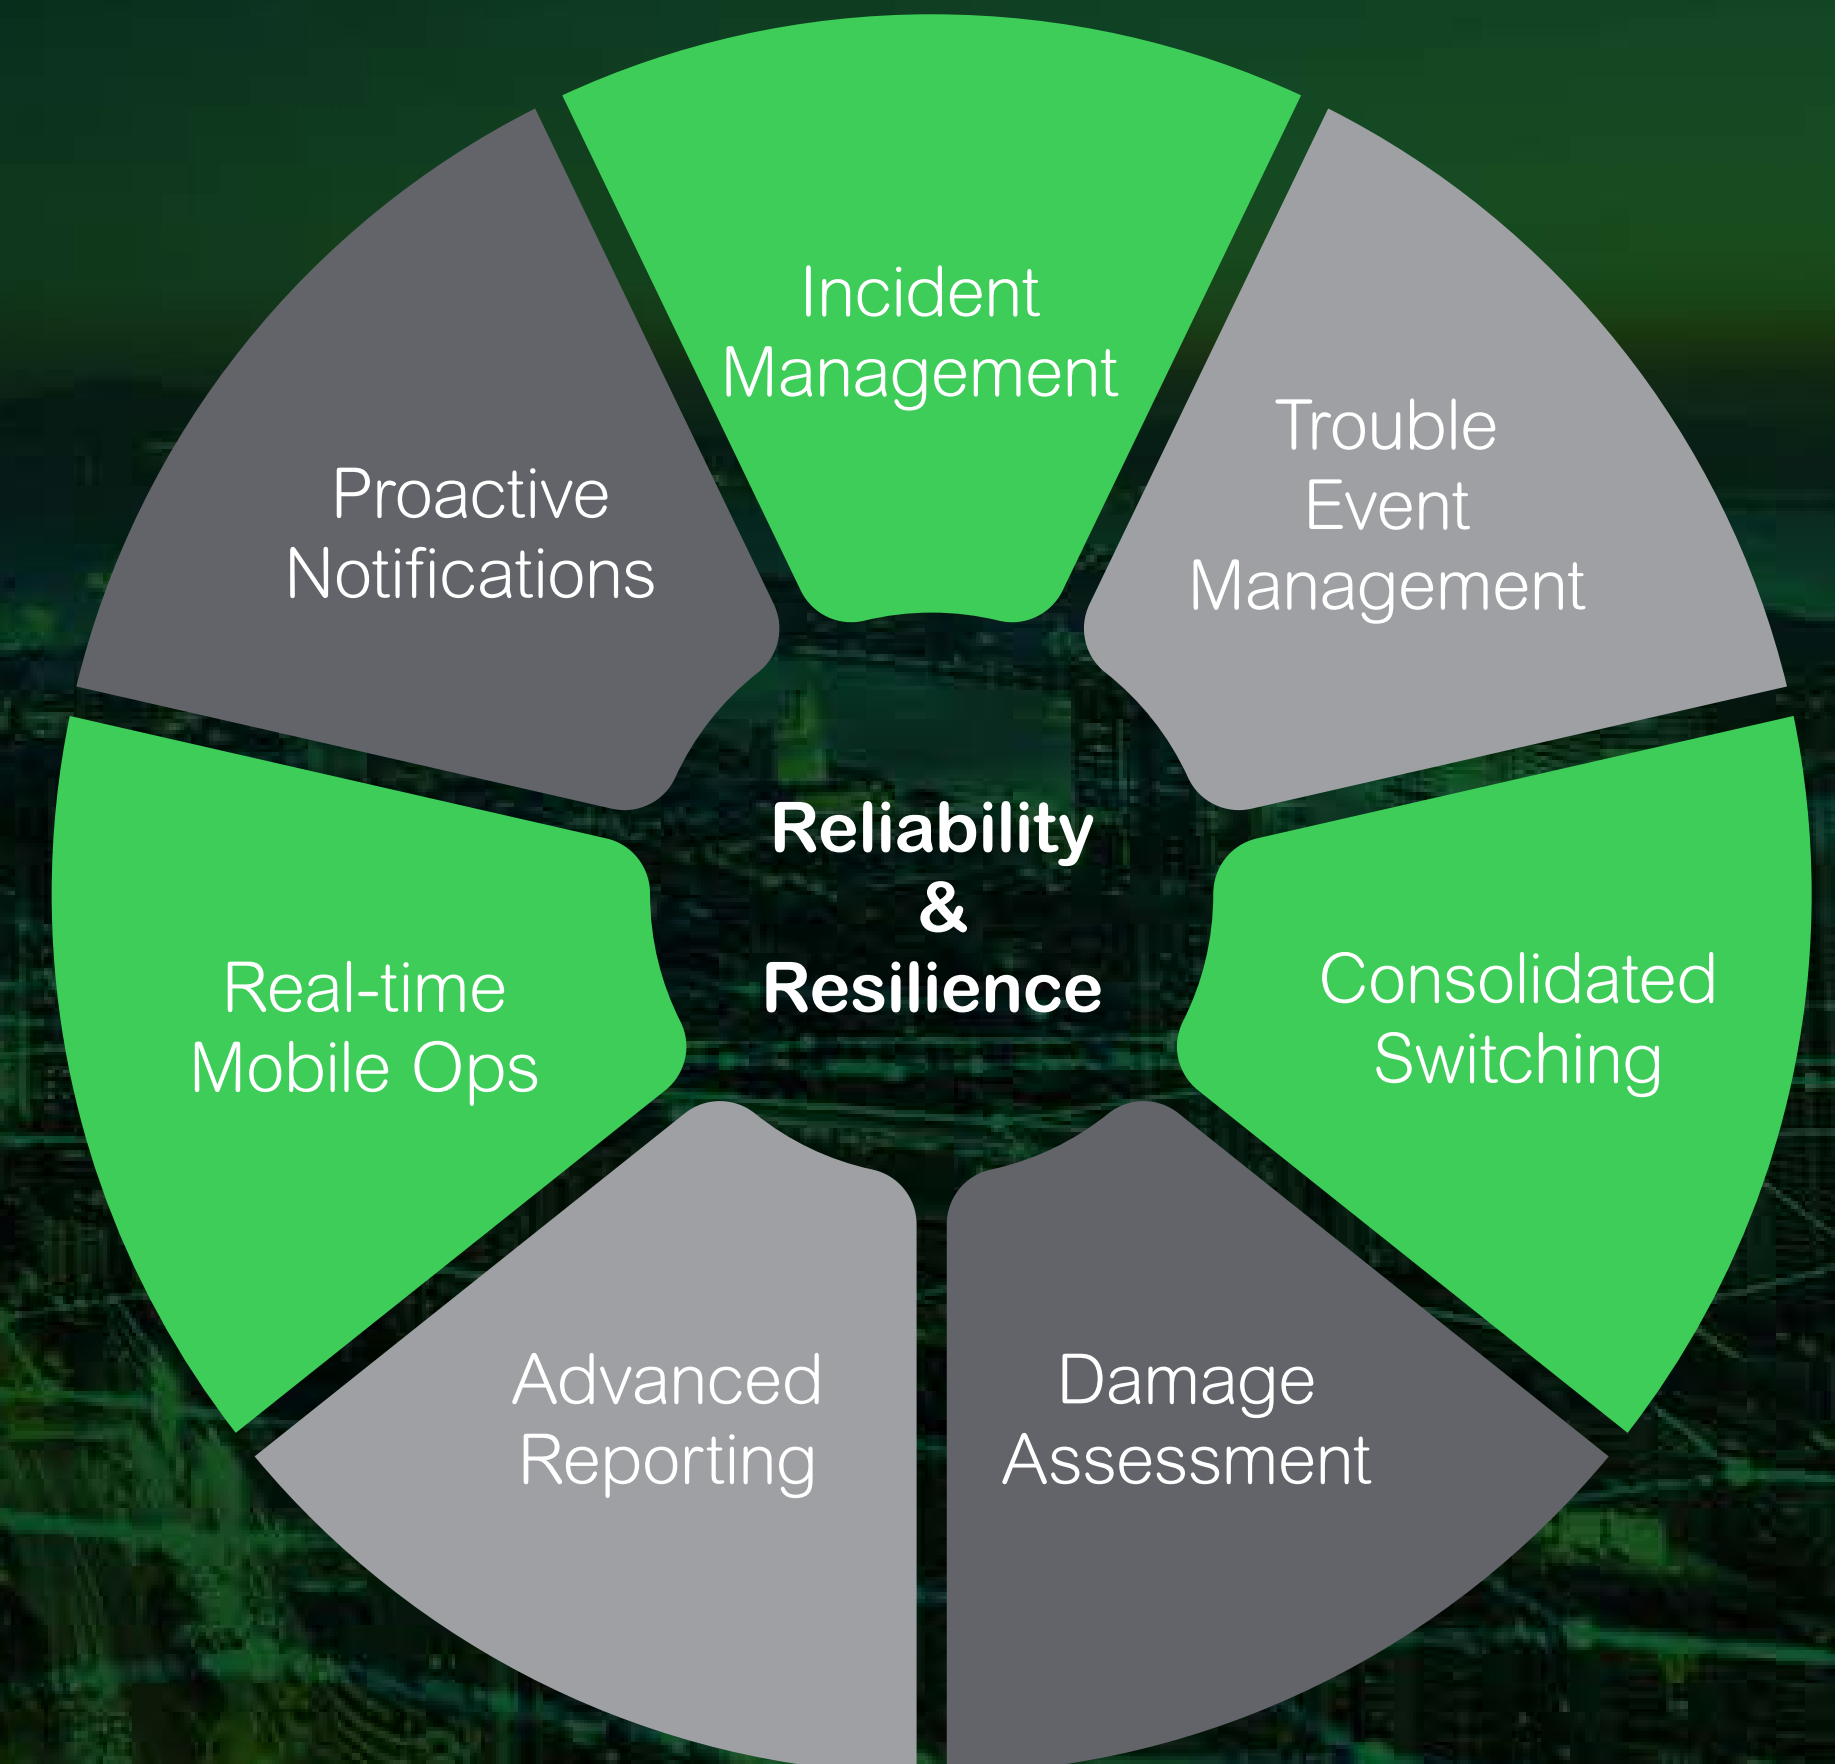 Incident
Management
Trouble
Event
Management
Consolidated
Switching
Damage
Assessment
Advanced
Reporting
Real-time
Mobile Ops
Proactive
Notifications
Reliability
&
Resilience